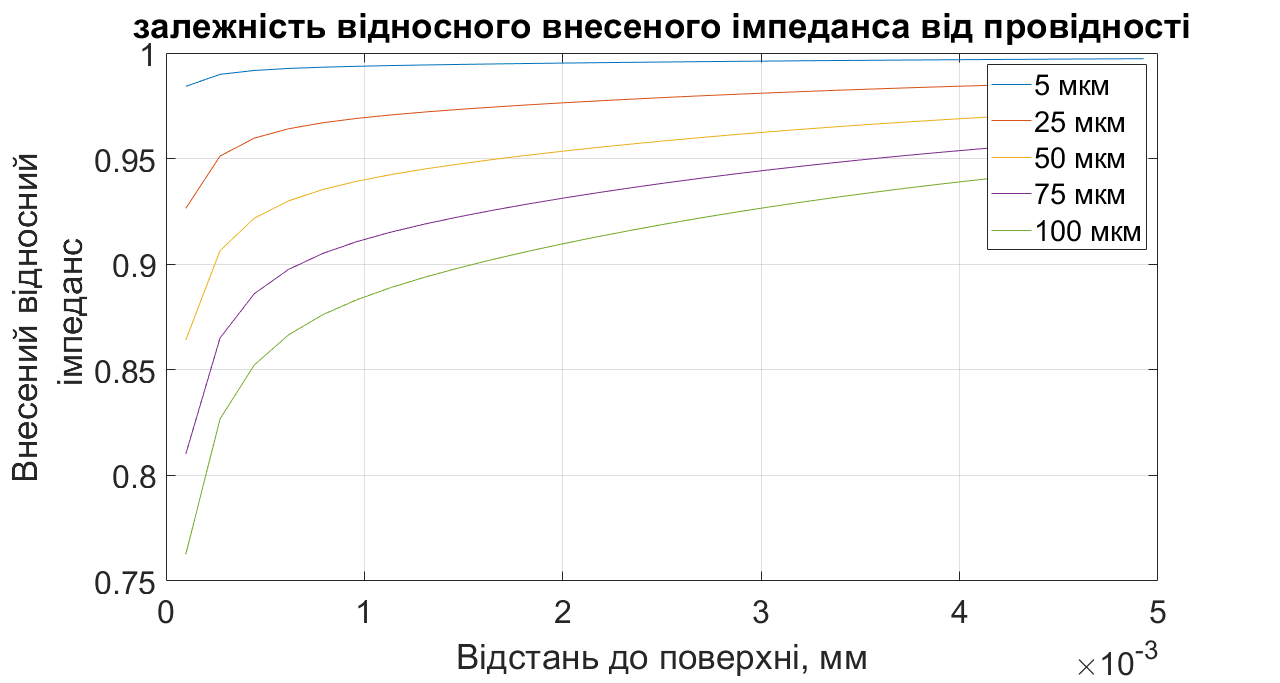 залежність відносного внесеного імпеданса від провідності
Внесений відносний
імпеданс
1
0.95
0.9
0.85
0.8
0.75
0
1
2
3
4
5
×10⁻³
Відстань до поверхні, мм
5 мкм
25 мкм
50 мкм
75 мкм
100 мкм